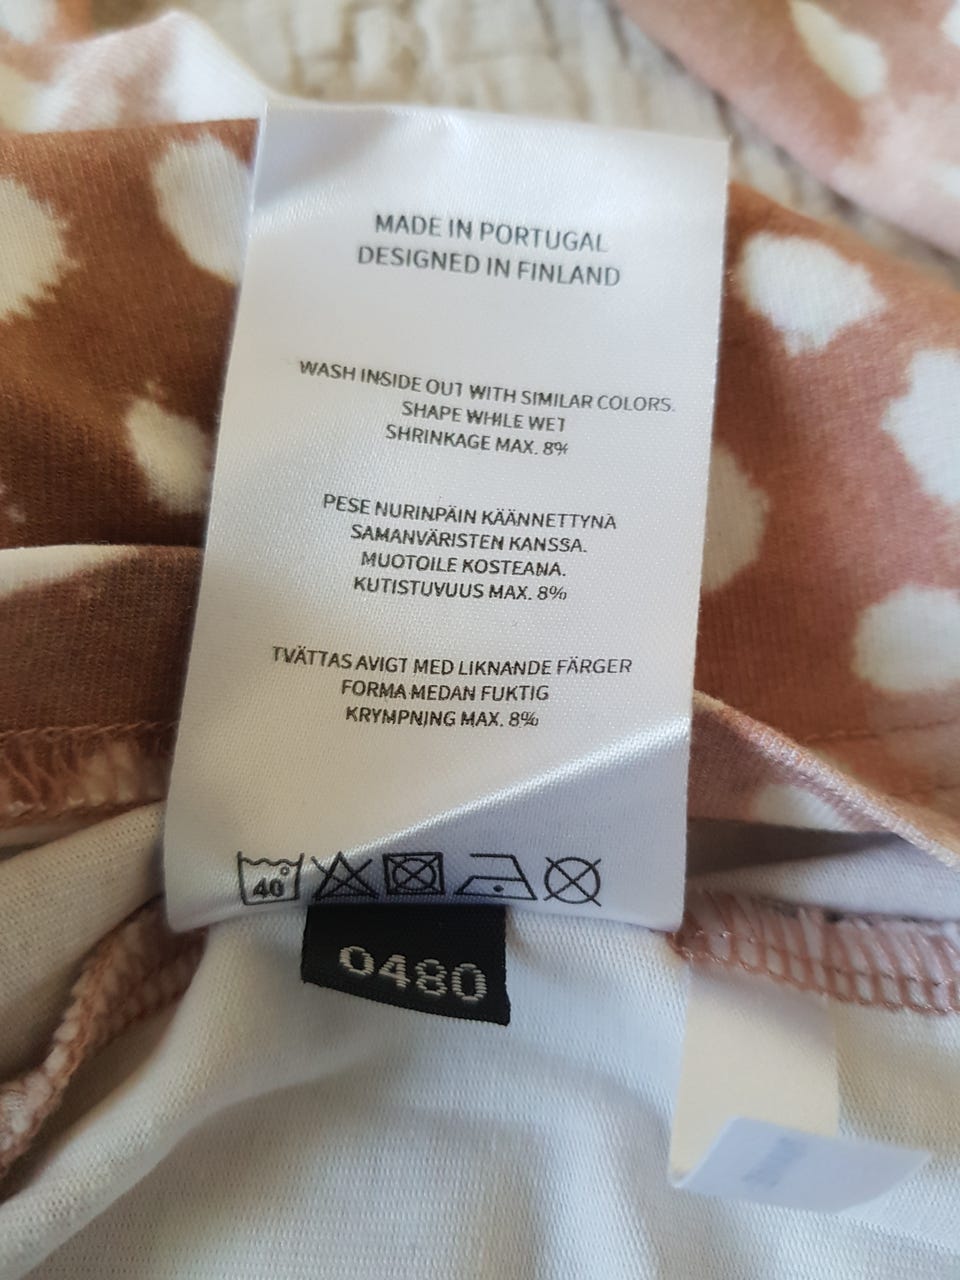 MADE IN PORTUGAL
DESIGNED IN FINLAND
WASH INSIDE OUT WITH SIMILAR COLORS.
SHAPE WHILE WET
SHRINKAGE MAX. 8%
PESE NURINPÄIN KÄÄNNETTYNÄ
SAMANVÄRISTEN KANSSA.
MUOTOILE KOSTEANA.
KUTISTUVUUS MAX. 8%
TVÄTTAS AVIGT MED LIKNANDE FÄRGER
FORMA MEDAN FUKTIG
KRYMPNING MAX. 8%
40°
0480